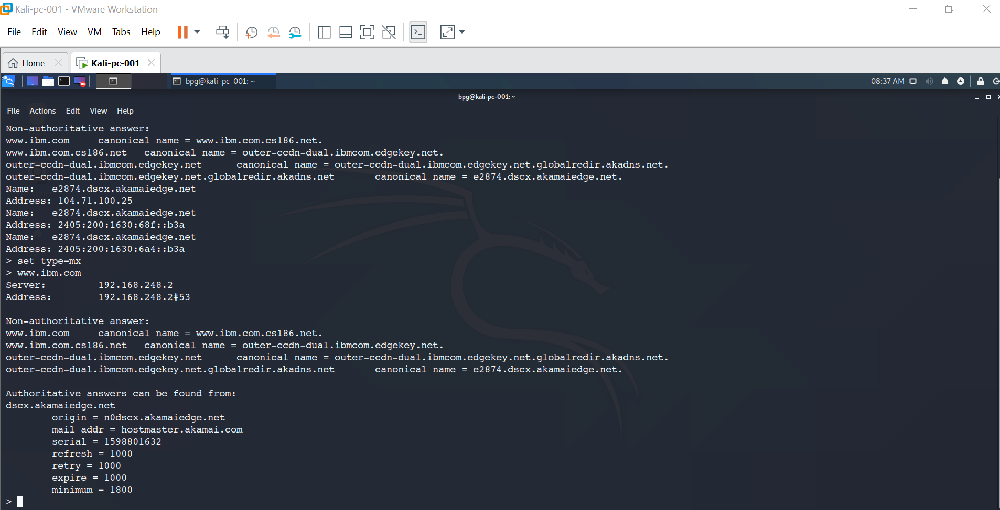 Kali-pc-001 - VMware Workstation
File Edit View VM Tabs Help
Home Kali-pc-001
bpg@kali-pc-001: ~ 08:37 AM
bpg@kali-pc-001:~
File Actions Edit View Help
Non-authoritative answer:
www.ibm.com canonical name = www.ibm.com.cs186.net.
www.ibm.com.cs186.net canonical name = outer-ccdn-dual.ibmcom.edgekey.net.
outer-ccdn-dual.ibmcom.edgekey.net canonical name = outer-ccdn-dual.ibmcom.edgekey.net.globalredir.akadns.net.
outer-ccdn-dual.ibmcom.edgekey.net.globalredir.akadns.net canonical name = e2874.dscx.akamaiedge.net.
Name: e2874.dscx.akamaiedge.net
Address: 104.71.100.25
Name: e2874.dscx.akamaiedge.net
Address: 2405:200:1630:68f::b3a
Name: e2874.dscx.akamaiedge.net
Address: 2405:200:1630:6a4::b3a
> set type=mx
> www.ibm.com
Server: 192.168.248.2
Address: 192.168.248.2#53
Non-authoritative answer:
www.ibm.com canonical name = www.ibm.com.cs186.net.
www.ibm.com.cs186.net canonical name = outer-ccdn-dual.ibmcom.edgekey.net.
outer-ccdn-dual.ibmcom.edgekey.net canonical name = outer-ccdn-dual.ibmcom.edgekey.net.globalredir.akadns.net.
outer-ccdn-dual.ibmcom.edgekey.net.globalredir.akadns.net canonical name = e2874.dscx.akamaiedge.net.
Authoritative answers can be found from:
dscx.akamaiedge.net
origin = n0dscx.akamaiedge.net
mail addr = hostmaster.akamai.com
serial = 1598801632
refresh = 1000
retry = 1000
expire = 1000
minimum = 1800
>